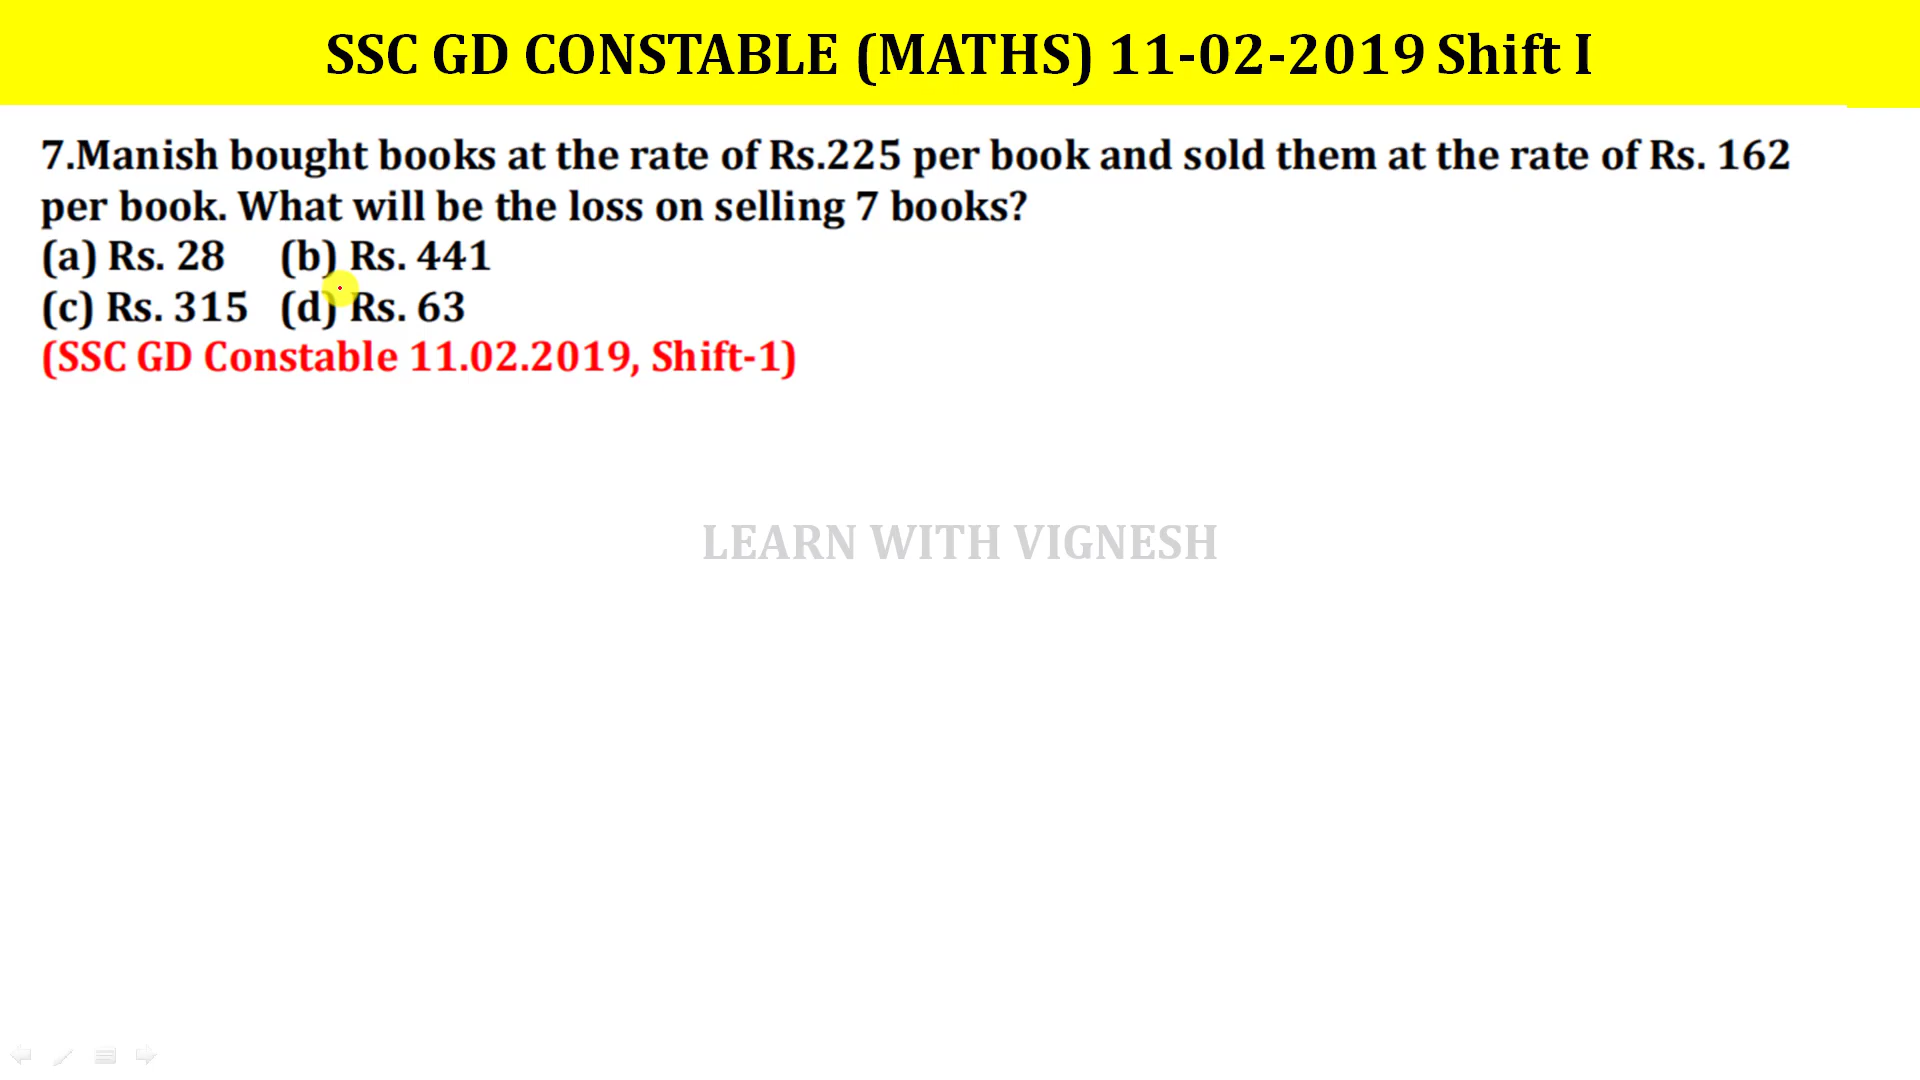 SSC GD CONSTABLE (MATHS) 11-02-2019 Shift I
7.Manish bought books at the rate of Rs.225 per book and sold them at the rate of Rs. 162
per book. What will be the loss on selling 7 books?
(a) Rs. 28 (b) Rs. 441
(c) Rs. 315 (d) Rs. 63
(SSC GD Constable 11.02.2019, Shift-1)
LEARN WITH VIGNESH